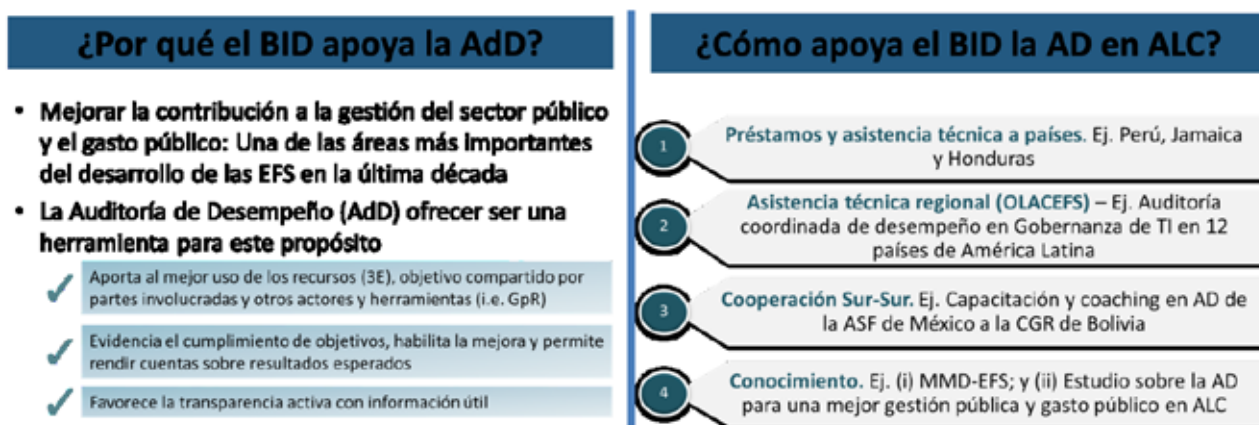 ¿Por qué el BID apoya la AdD?
• Mejorar la contribución a la gestión del sector público
y el gasto público: Una de las áreas más importantes
del desarrollo de las EFS en la última década
• La Auditoría de Desempeño (AdD) ofrecer ser una
herramienta para este propósito
✓ Aporta al mejor uso de los recursos (3E), objetivo compartido por
partes involucradas y otros actores y herramientas (i.e. GpR)
✓ Evidencia el cumplimiento de objetivos, habilita la mejora y permite
rendir cuentas sobre resultados esperados
✓ Favorece la transparencia activa con información útil
¿Cómo apoya el BID la AD en ALC?
1
Préstamos y asistencia técnica a países. Ej. Perú, Jamaica
y Honduras
2
Asistencia técnica regional (OLACEFS) – Ej. Auditoría
coordinada de desempeño en Gobernanza de TI en 12
países de América Latina
3
Cooperación Sur-Sur. Ej. Capacitación y coaching en AD de
la ASF de México a la CGR de Bolivia
4
Conocimiento. Ej. (i) MMD-EFS; y (ii) Estudio sobre la AD
para una mejor gestión pública y gasto público en ALC